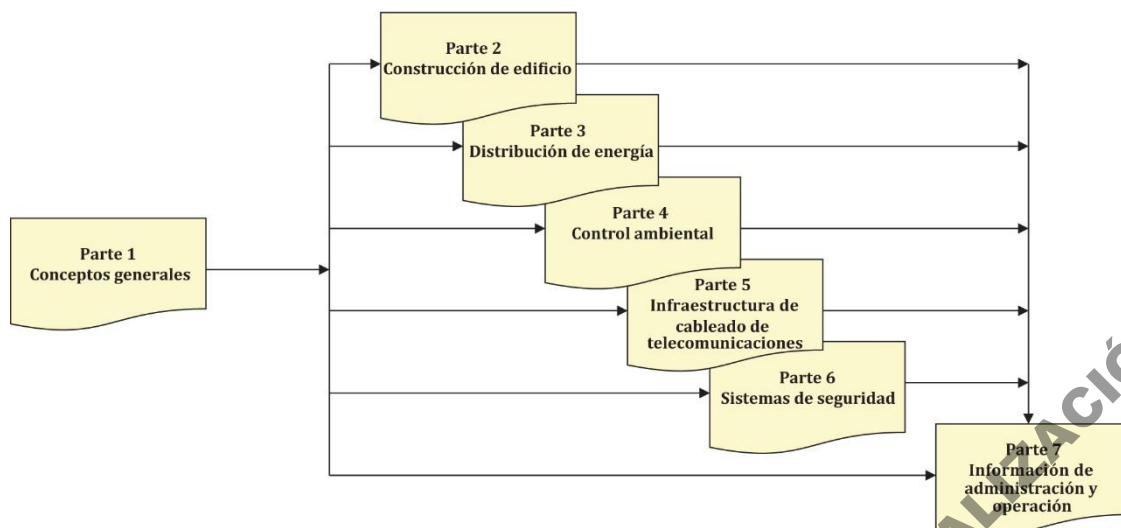 Parte 2
Construcción de edificio
Parte 3
Distribución de energía
Parte 4
Control ambiental
Parte 1
Conceptos generales
Parte 5
Infraestructura de
cableado de
telecomunicaciones
Parte 6
Sistemas de seguridad
Parte 7
Información de
administración y
operación
ALIZACIÓ